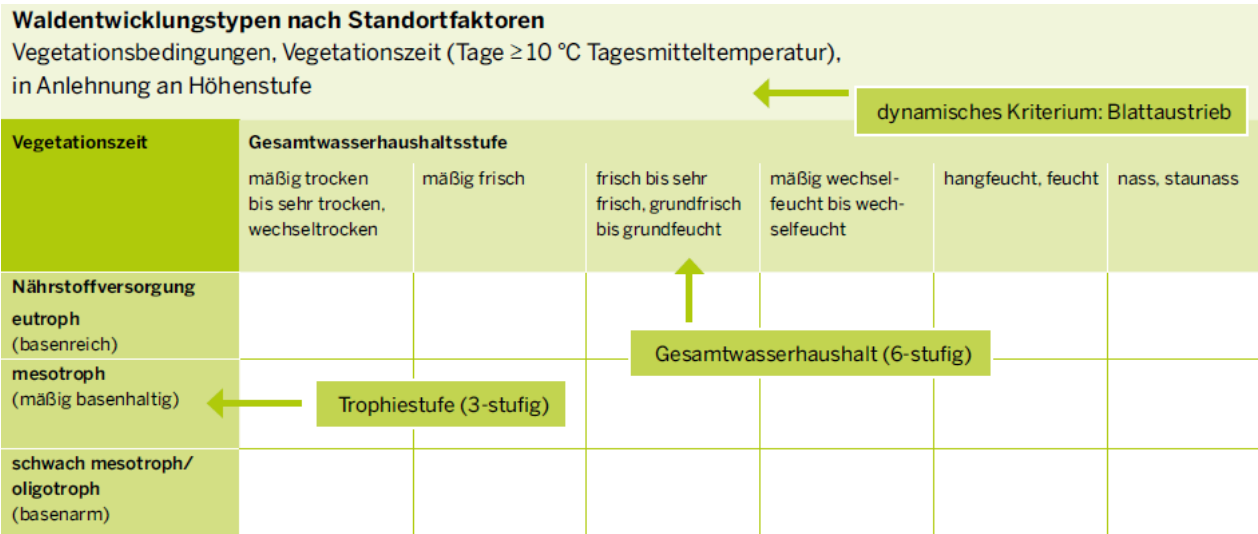 Waldentwicklungstypen nach Standortfaktoren
Vegetationsbedingungen, Vegetationszeit (Tage ≥ 10 °C Tagesmitteltemperatur),
in Anlehnung an Höhenstufe
dynamisches Kriterium: Blattaustrieb
Vegetationszeit
Gesamtwasserhaushaltsstufe
mäßig trocken
bis sehr trocken,
wechseltrocken
mäßig frisch
frisch bis sehr
frisch, grundfrisch
bis grundfeucht
mäßig wechsel-
feucht bis wech-
selfeucht
hangfeucht, feucht
nass, staunass
Nährstoffversorgung
eutroph
(basenreich)
Gesamtwasserhaushalt (6-stufig)
mesotroph
(mäßig basenhaltig)
Trophiestufe (3-stufig)
schwach mesotroph/
oligotroph
(basenarm)